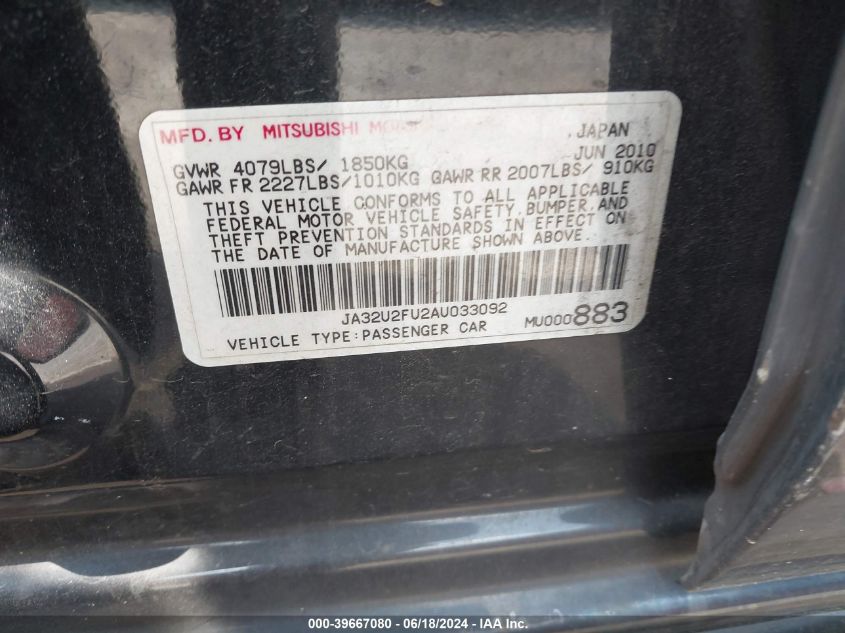 MFD. BY MITSUBISHI JAPAN
GVWR 4079LBS/ 1850KG JUN 2010
GAWR FR 2227LBS/1010KG GAWR RR 2007LBS/ 910KG
THIS VEHICLE CONFORMS TO ALL APPLICABLE
FEDERAL MOTOR VEHICLE SAFETY, BUMPER, AND
THEFT PREVENTION STANDARDS IN EFFECT ON
THE DATE OF MANUFACTURE SHOWN ABOVE.
JA32U2FU2AU033092
VEHICLE TYPE:PASSENGER CAR MU000883
000-39667080 - 06/18/2024 - IAA Inc.